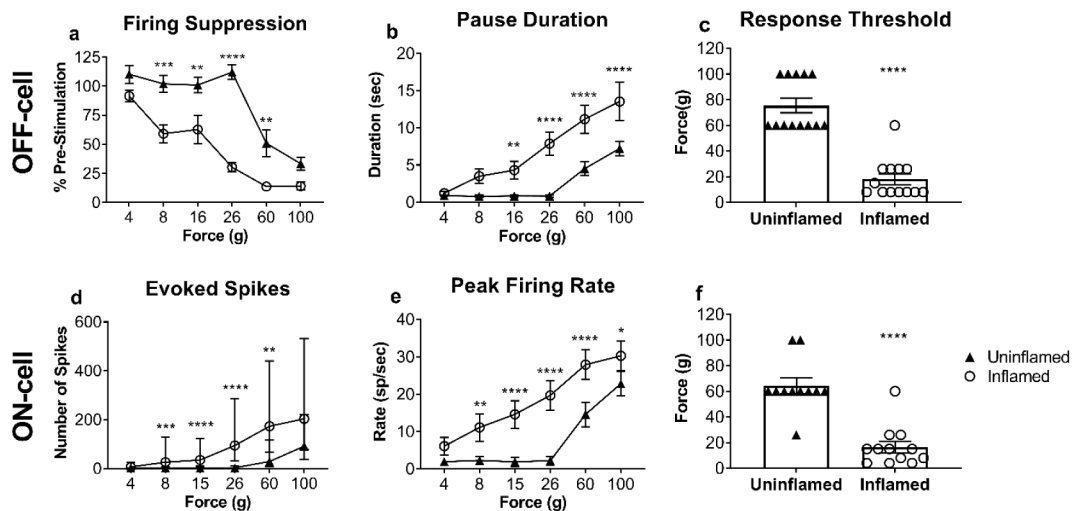 Firing Suppression
Pause Duration
Response Threshold
OFF-cell
a
% Pre-Stimulation
125
100
75
50
25
0
***
**
****
**
4 8 16 26 60 100
Force (g)
b
Duration (sec)
20
15
10
5
0
**
****
****
****
4 8 16 26 60 100
Force (g)
c
Force(g)
120
100
80
60
40
20
0
****
Uninflamed Inflamed
ON-cell
Evoked Spikes
Peak Firing Rate
d
Number of Spikes
600
400
200
0
***
****
****
**
4 8 15 26 60 100
Force (g)
e
Rate (sp/sec)
40
30
20
10
0
**
****
****
****
*
4 8 15 26 60 100
Force (g)
f
Force (g)
120
100
80
60
40
20
0
****
Uninflamed Inflamed
Uninflamed
Inflamed